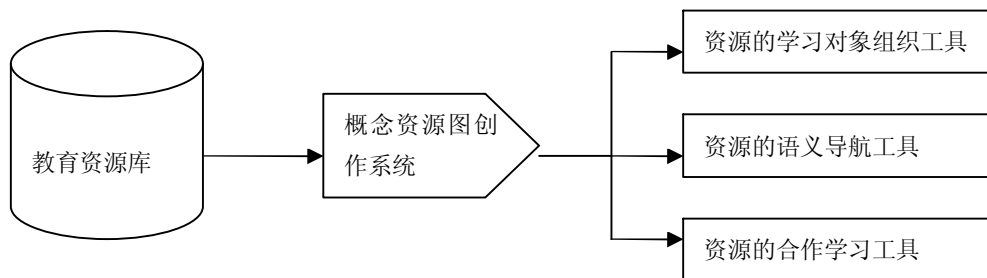 教育资源库
概念资源图创
作系统
资源的学习对象组织工具
资源的语义导航工具
资源的合作学习工具